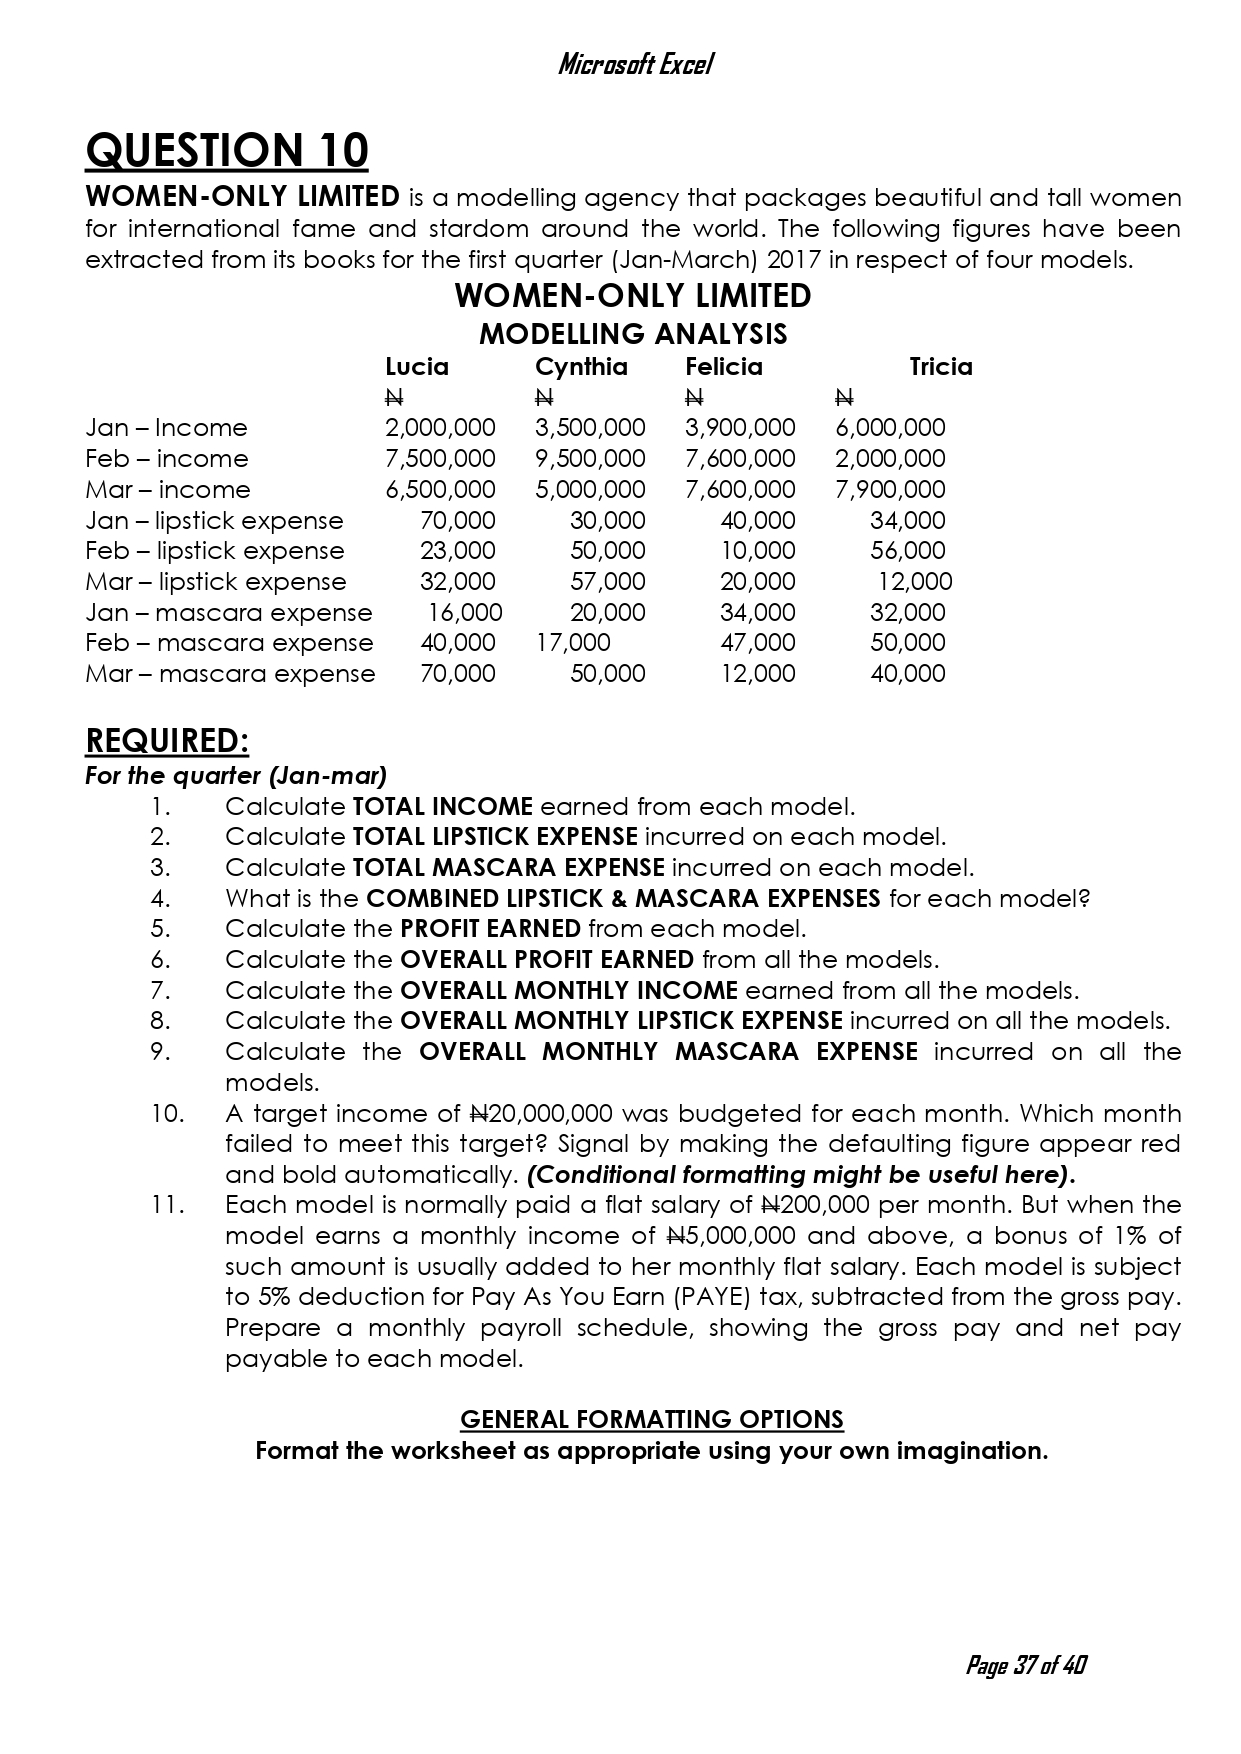 Microsoft Excel
QUESTION 10
WOMEN-ONLY LIMITED is a modelling agency that packages beautiful and tall women
for international fame and stardom around the world. The following figures have been
extracted from its books for the first quarter (Jan-March) 2017 in respect of four models.
WOMEN-ONLY LIMITED
MODELLING ANALYSIS
Lucia Cynthia Felicia Tricia
₦ ₦ ₦ ₦
Jan – Income 2,000,000 3,500,000 3,900,000 6,000,000
Feb – income 7,500,000 9,500,000 7,600,000 2,000,000
Mar – income 6,500,000 5,000,000 7,600,000 7,900,000
Jan – lipstick expense 70,000 30,000 40,000 34,000
Feb – lipstick expense 23,000 50,000 10,000 56,000
Mar – lipstick expense 32,000 57,000 20,000 12,000
Jan – mascara expense 16,000 20,000 34,000 32,000
Feb – mascara expense 40,000 17,000 47,000 50,000
Mar – mascara expense 70,000 50,000 12,000 40,000
REQUIRED:
For the quarter (Jan-mar)
1. Calculate TOTAL INCOME earned from each model.
2. Calculate TOTAL LIPSTICK EXPENSE incurred on each model.
3. Calculate TOTAL MASCARA EXPENSE incurred on each model.
4. What is the COMBINED LIPSTICK & MASCARA EXPENSES for each model?
5. Calculate the PROFIT EARNED from each model.
6. Calculate the OVERALL PROFIT EARNED from all the models.
7. Calculate the OVERALL MONTHLY INCOME earned from all the models.
8. Calculate the OVERALL MONTHLY LIPSTICK EXPENSE incurred on all the models.
9. Calculate the OVERALL MONTHLY MASCARA EXPENSE incurred on all the
models.
10. A target income of ₦20,000,000 was budgeted for each month. Which month
failed to meet this target? Signal by making the defaulting figure appear red
and bold automatically. (Conditional formatting might be useful here).
11. Each model is normally paid a flat salary of ₦200,000 per month. But when the
model earns a monthly income of ₦5,000,000 and above, a bonus of 1% of
such amount is usually added to her monthly flat salary. Each model is subject
to 5% deduction for Pay As You Earn (PAYE) tax, subtracted from the gross pay.
Prepare a monthly payroll schedule, showing the gross pay and net pay
payable to each model.
GENERAL FORMATTING OPTIONS
Format the worksheet as appropriate using your own imagination.
Page 37 of 40